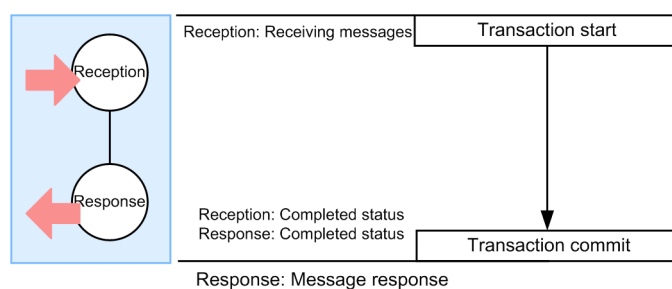 Reception: Receiving messages
Transaction start
Reception
Response
Reception: Completed status
Response: Completed status
Transaction commit
Response: Message response